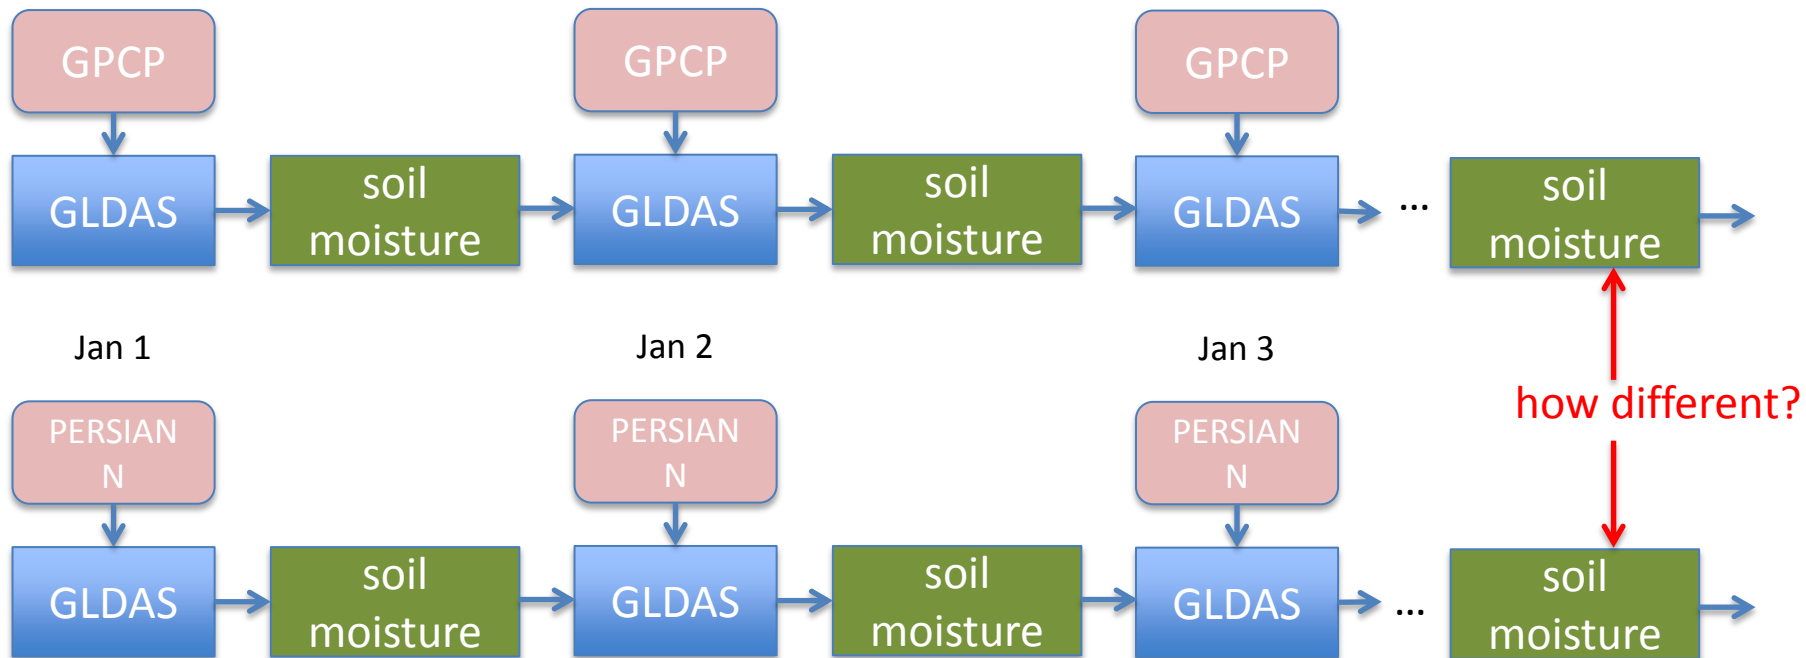 GPCP
GPCP
GPCP
GLDAS
soil
moisture
GLDAS
soil
moisture
GLDAS
...
soil
moisture
Jan 1
Jan 2
Jan 3
how different?
PERSIAN
N
PERSIAN
N
PERSIAN
N
GLDAS
soil
moisture
GLDAS
soil
moisture
GLDAS
...
soil
moisture